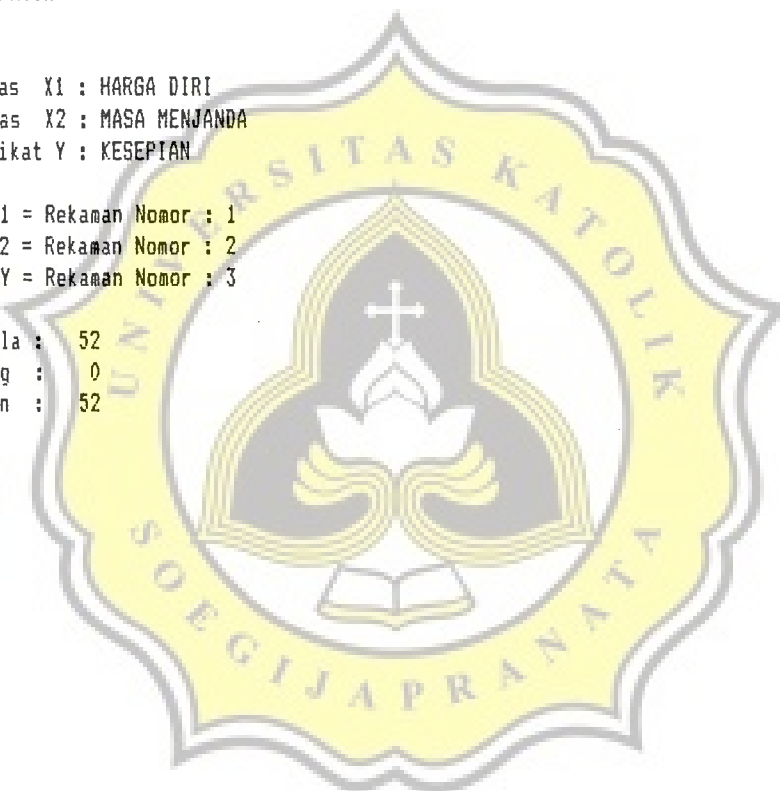 as X1 : HARGA DIRI
as X2 : MASA MENJANDA
ikat Y : KESEPIAN
1 = Rekaman Nomor : 1
2 = Rekaman Nomor : 2
Y = Rekaman Nomor : 3
la : 52
g : 0
n : 52
UNIVERSITAS KATOLIK
SOEGIJAPRANATA